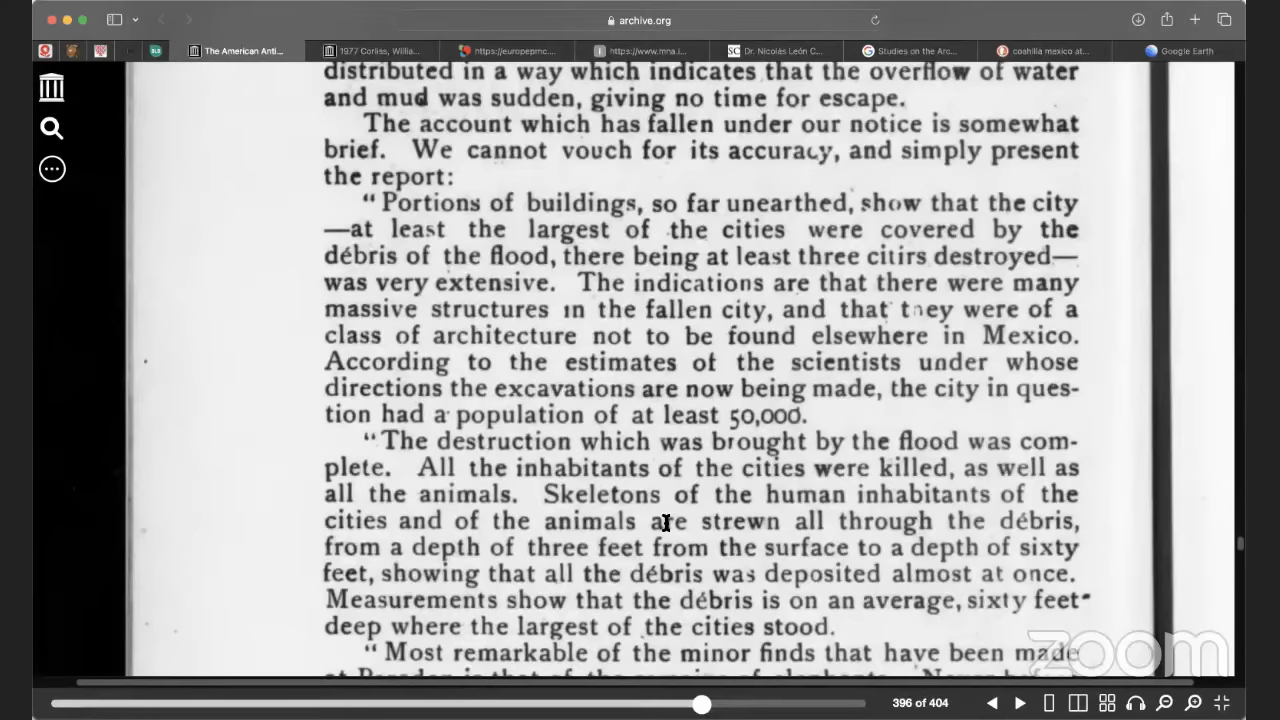 archive.org
The American Anti...
1977 Corliss, Willia...
https://europepmc....
https://www.mna.i...
SC Dr. Nicolás León C...
Studies on the Arc...
coahilla mexico at...
Google Earth
distributed in a way which indicates that the overflow of water
and mud was sudden, giving no time for escape.
The account which has fallen under our notice is somewhat
brief. We cannot vouch for its accuracy, and simply present
the report:
“ Portions of buildings, so far unearthed, show that the city
—at least the largest of the cities were covered by the
débris of the flood, there being at least three citirs destroyed—
was very extensive. The indications are that there were many
massive structures in the fallen city, and that they were of a
class of architecture not to be found elsewhere in Mexico.
According to the estimates of the scientists under whose
directions the excavations are now being made, the city in ques-
tion had a population of at least 50,000.
“ The destruction which was brought by the flood was com-
plete. All the inhabitants of the cities were killed, as well as
all the animals. Skeletons of the human inhabitants of the
cities and of the animals are strewn all through the débris,
from a depth of three feet from the surface to a depth of sixty
feet, showing that all the débris was deposited almost at once.
Measurements show that the débris is on an average, sixty feet
deep where the largest of the cities stood.
“ Most remarkable of the minor finds that have been made
zoom
396 of 404